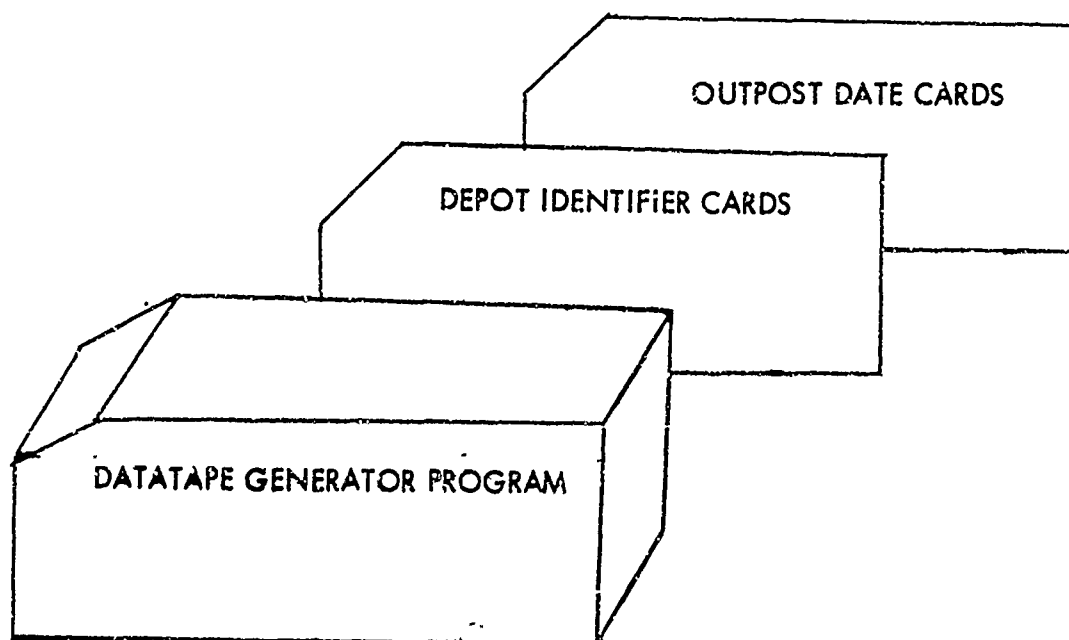 OUTPOST DATE CARDS
DEPOT IDENTIFIER CARDS
DATATAPE GENERATOR PROGRAM